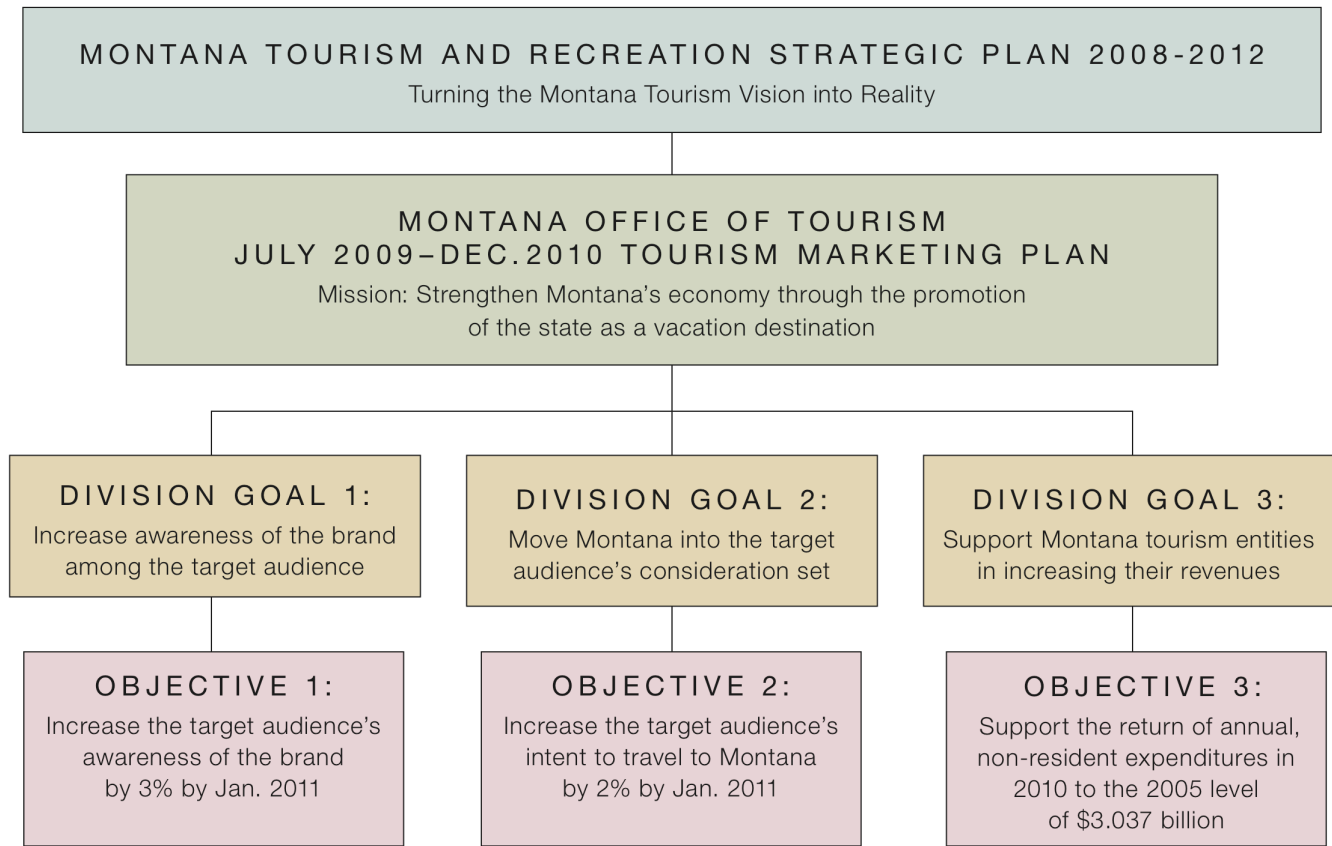 MONTANA TOURISM AND RECREATION STRATEGIC PLAN 2008-2012
Turning the Montana Tourism Vision into Reality
MONTANA OFFICE OF TOURISM
JULY 2009–DEC.2010 TOURISM MARKETING PLAN
Mission: Strengthen Montana’s economy through the promotion
of the state as a vacation destination
DIVISION GOAL 1:
Increase awareness of the brand
among the target audience
DIVISION GOAL 2:
Move Montana into the target
audience’s consideration set
DIVISION GOAL 3:
Support Montana tourism entities
in increasing their revenues
OBJECTIVE 1:
Increase the target audience’s
awareness of the brand
by 3% by Jan. 2011
OBJECTIVE 2:
Increase the target audience’s
intent to travel to Montana
by 2% by Jan. 2011
OBJECTIVE 3:
Support the return of annual,
non-resident expenditures in
2010 to the 2005 level
of $3.037 billion